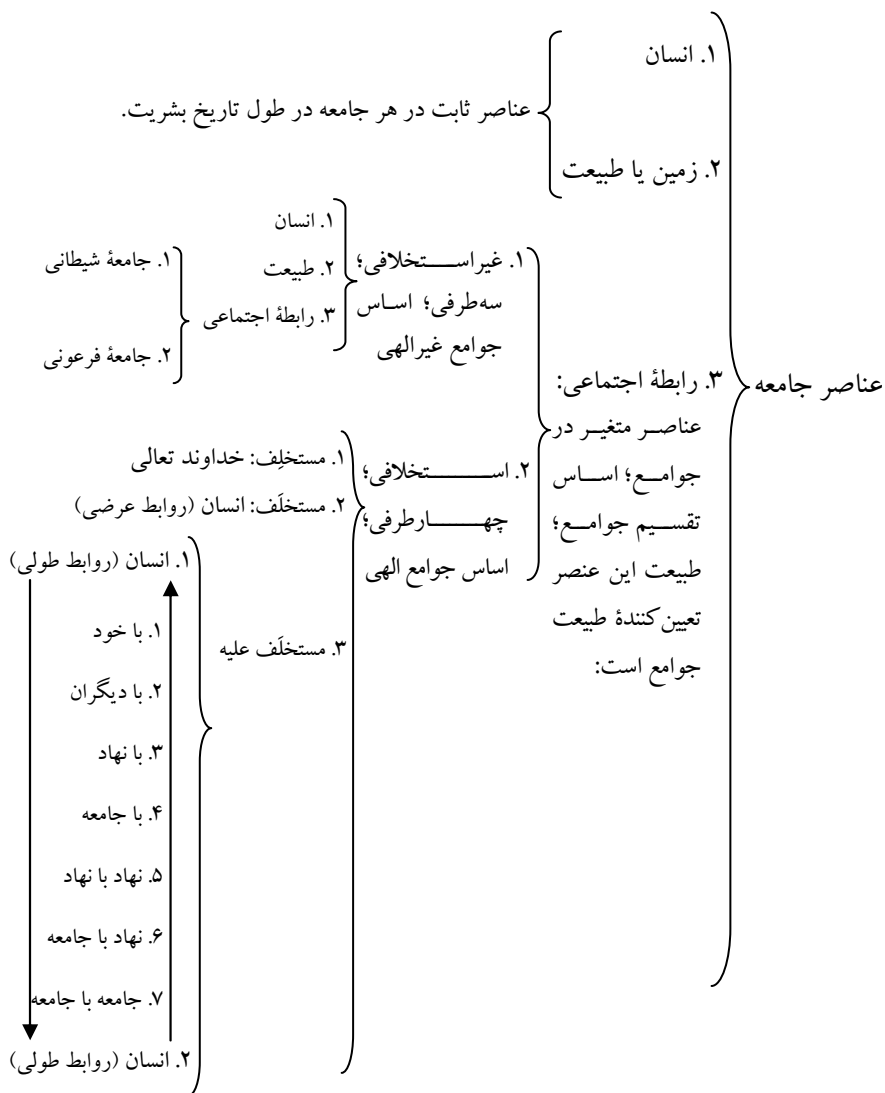 عناصر جامعه
۱. انسان
۲. زمین یا طبیعت
عناصر ثابت در هر جامعه در طول تاریخ بشریت.
۳. رابطهٔ اجتماعی:
عناصر متغیر در
جوامع؛ اساس
تقسیم جوامع؛
طبیعت این عنصر
تعیین‌کنندهٔ طبیعت
جوامع است:
۱. غیراستخلافی؛
سه‌طرفی؛ اساس
جوامع غیرالهی
۱. انسان
۲. طبیعت
۳. رابطهٔ اجتماعی
۱. جامعهٔ شیطانی
۲. جامعهٔ فرعونی
۲. استخلافی؛
چهارطرفی؛
اساس جوامع الهی
۱. مستخلِف: خداوند تعالی
۲. مستخلَف: انسان (روابط عرضی)
۳. مستخلَف علیه
۱. انسان (روابط طولی)
۱. با خود
۲. با دیگران
۳. با نهاد
۴. با جامعه
۵. نهاد با نهاد
۶. نهاد با جامعه
۷. جامعه با جامعه
۲. انسان (روابط طولی)